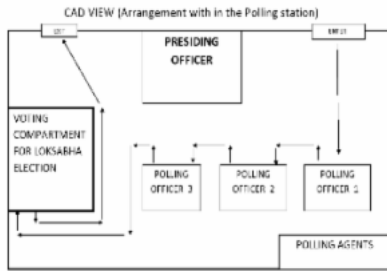 CAD VIEW (Arrangement with in the Polling station)
EXIT
PRESIDING
OFFICER
VOTING
COMPARTMENT
FOR LOKSABHA
ELECTION
POLLING
OFFICER 3
POLLING
OFFICER 2
POLLING
OFFICER 1
POLLING AGENTS